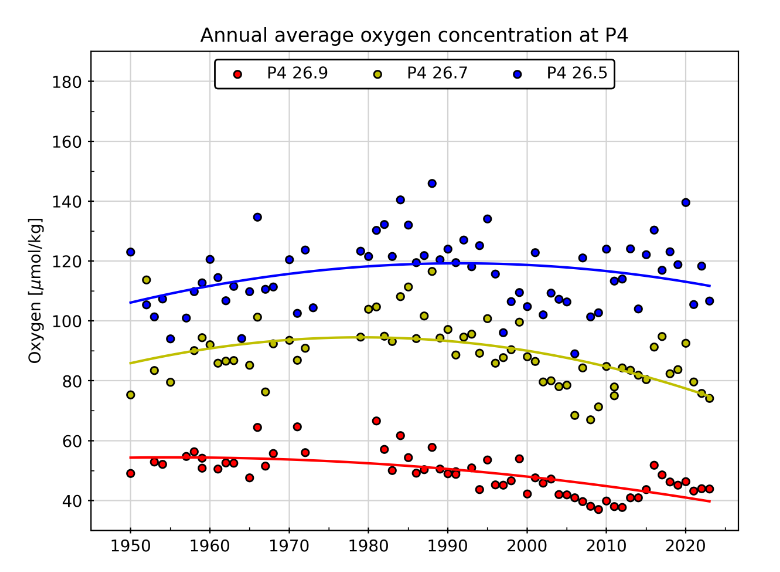 Annual average oxygen concentration at P4
P4 26.9 P4 26.7 P4 26.5
Oxygen [μmol/kg]
180
160
140
120
100
80
60
40
1950 1960 1970 1980 1990 2000 2010 2020